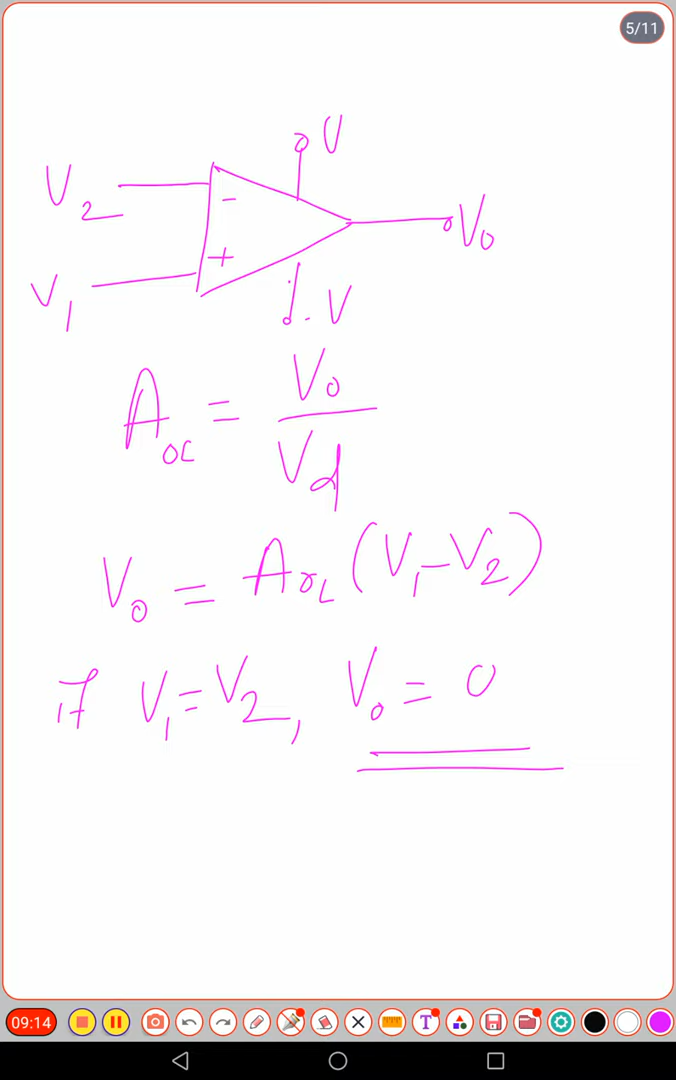 5/11
V
V2
-
Vo
+
V1
-V
AOL = Vo/Vd
Vo = AOL (V1-V2)
if V1=V2, Vo = 0
09:14
T